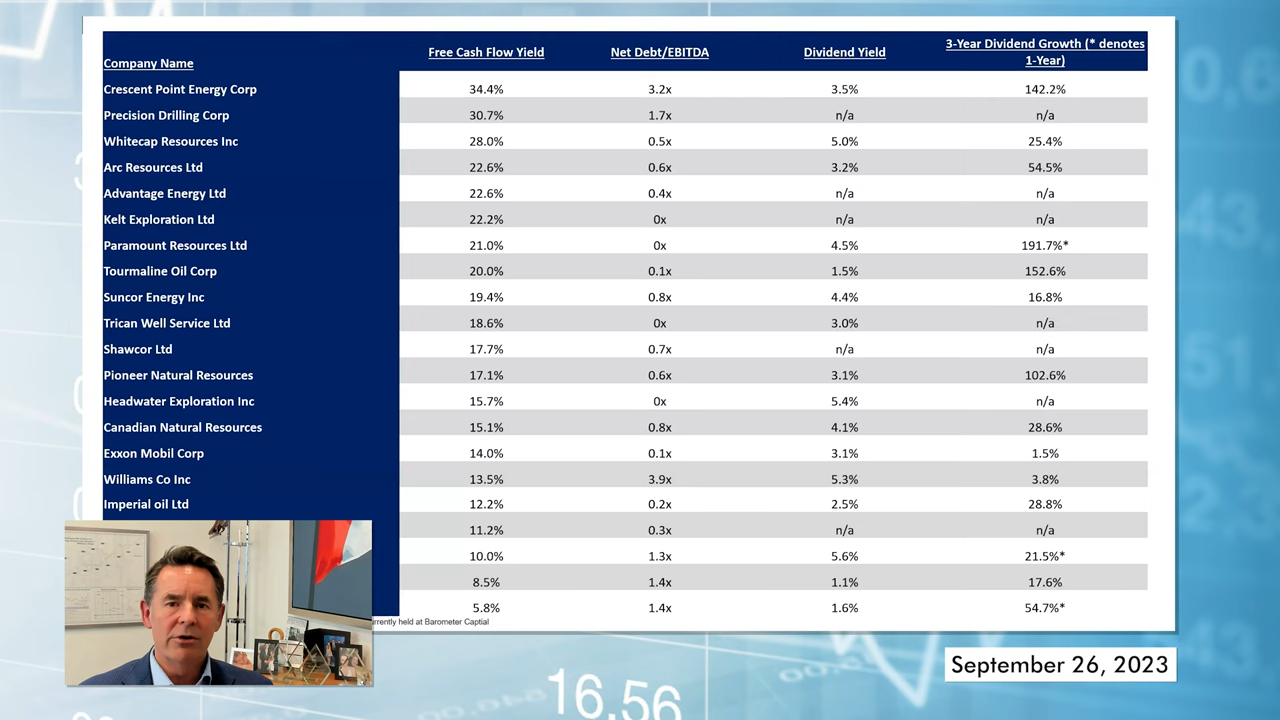 Company Name Free Cash Flow Yield Net Debt/EBITDA Dividend Yield 3-Year Dividend Growth (* denotes 1-Year)
Crescent Point Energy Corp 34.4% 3.2x 3.5% 142.2%
Precision Drilling Corp 30.7% 1.7x n/a n/a
Whitecap Resources Inc 28.0% 0.5x 5.0% 25.4%
Arc Resources Ltd 22.6% 0.6x 3.2% 54.5%
Advantage Energy Ltd 22.6% 0.4x n/a n/a
Kelt Exploration Ltd 22.2% 0x n/a n/a
Paramount Resources Ltd 21.0% 0x 4.5% 191.7%*
Tourmaline Oil Corp 20.0% 0.1x 1.5% 152.6%
Suncor Energy Inc 19.4% 0.8x 4.4% 16.8%
Trican Well Service Ltd 18.6% 0x 3.0% n/a
Shawcor Ltd 17.7% 0.7x n/a n/a
Pioneer Natural Resources 17.1% 0.6x 3.1% 102.6%
Headwater Exploration Inc 15.7% 0x 5.4% n/a
Canadian Natural Resources 15.1% 0.8x 4.1% 28.6%
Exxon Mobil Corp 14.0% 0.1x 3.1% 1.5%
Williams Co Inc 13.5% 3.9x 5.3% 3.8%
Imperial oil Ltd 12.2% 0.2x 2.5% 28.8%
11.2% 0.3x n/a n/a
10.0% 1.3x 5.6% 21.5%*
8.5% 1.4x 1.1% 17.6%
5.8% 1.4x 1.6% 54.7%*
held at Barometer Captial
September 26, 2023
16.56